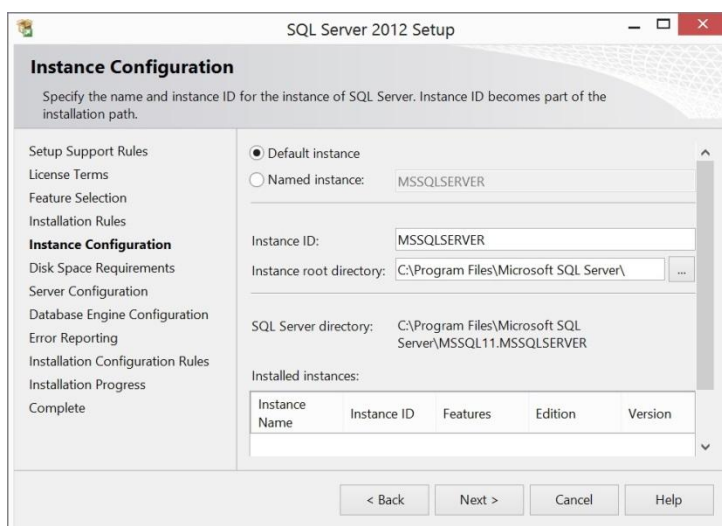 SQL Server 2012 Setup
Instance Configuration
Specify the name and instance ID for the instance of SQL Server. Instance ID becomes part of the
installation path.
Setup Support Rules
License Terms
Feature Selection
Installation Rules
Instance Configuration
Disk Space Requirements
Server Configuration
Database Engine Configuration
Error Reporting
Installation Configuration Rules
Installation Progress
Complete
Default instance
Named instance: MSSQLSERVER
Instance ID: MSSQLSERVER
Instance root directory: C:\Program Files\Microsoft SQL Server\ ...
SQL Server directory: C:\Program Files\Microsoft SQL
Server\MSSQL11.MSSQLSERVER
Installed instances:
Instance
Name Instance ID Features Edition Version
< Back Next > Cancel Help